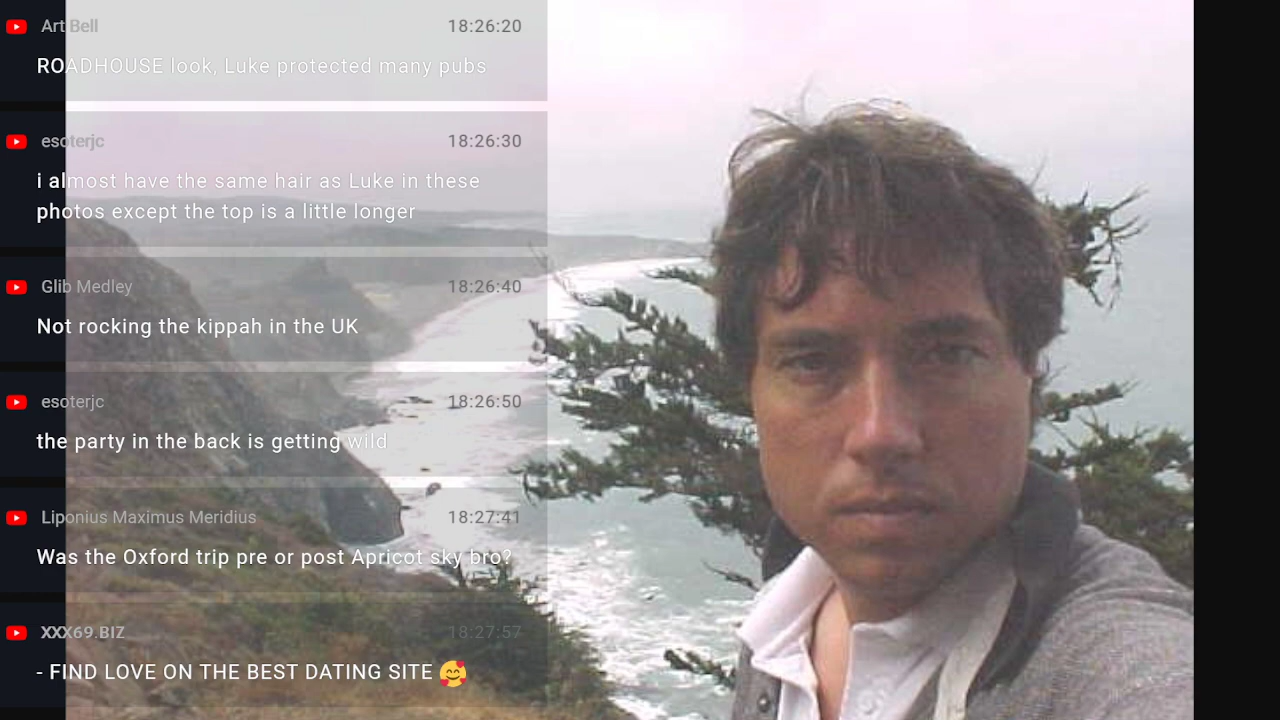 Art Bell 18:26:20
ROADHOUSE look, Luke protected many pubs
esoterjc 18:26:30
i almost have the same hair as Luke in these
photos except the top is a little longer
Glib Medley 18:26:40
Not rocking the kippah in the UK
esoterjc 18:26:50
the party in the back is getting wild
Liponius Maximus Meridius 18:27:41
Was the Oxford trip pre or post Apricot sky bro?
XXX69.BIZ 18:27:57
- FIND LOVE ON THE BEST DATING SITE 🥰